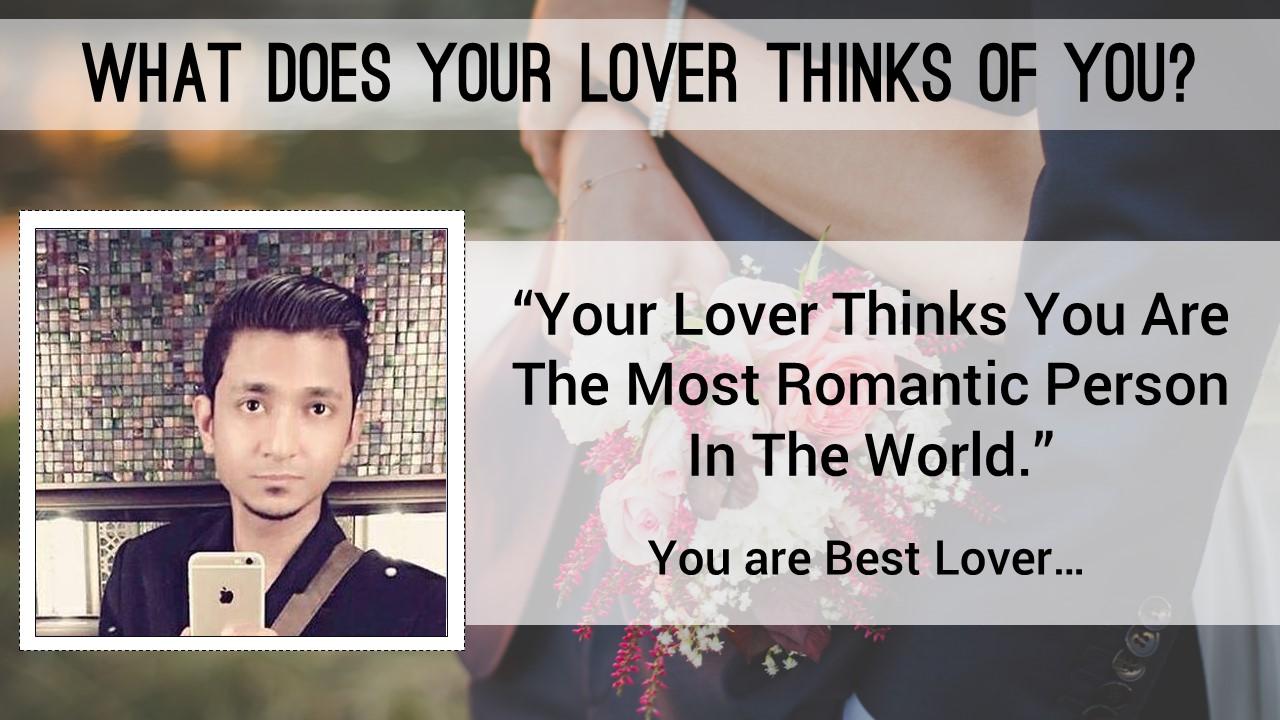 WHAT DOES YOUR LOVER THINKS OF YOU?
“Your Lover Thinks You Are
The Most Romantic Person
In The World.”
You are Best Lover...